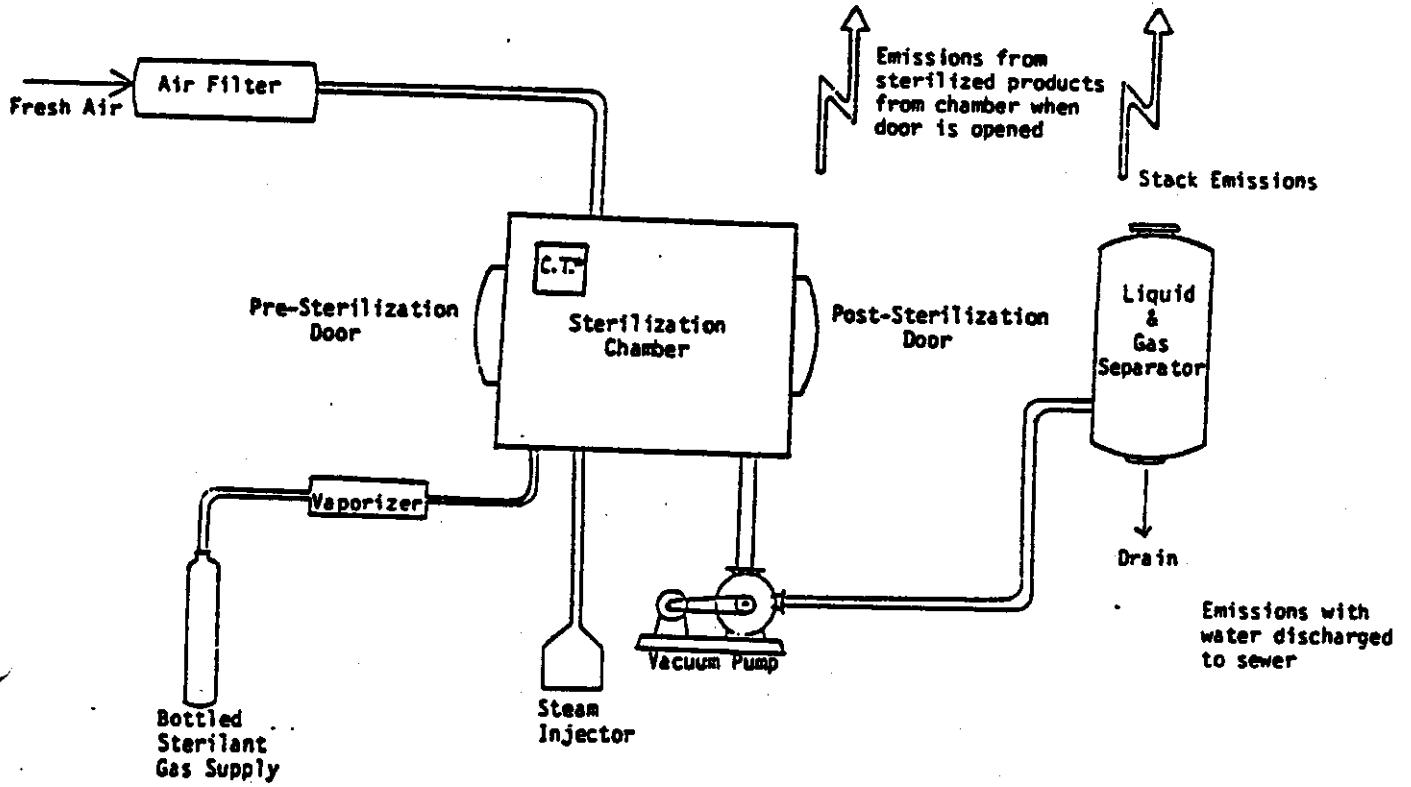 Fresh Air
Air Filter
Emissions from
sterilized products
from chamber when
door is opened
Stack Emissions
C.T.*
Pre-Sterilization
Door
Sterilization
Chamber
Post-Sterilization
Door
Liquid
&
Gas
Separator
Vaporizer
Drain
Vacuum Pump
Emissions with
water discharged
to sewer
Steam
Injector
Bottled
Sterilant
Gas Supply